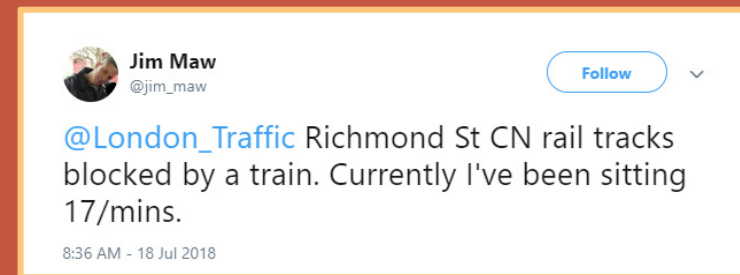 Jim Maw
@jim_maw
Follow
@London_Traffic Richmond St CN rail tracks
blocked by a train. Currently I've been sitting
17/mins.
8:36 AM - 18 Jul 2018